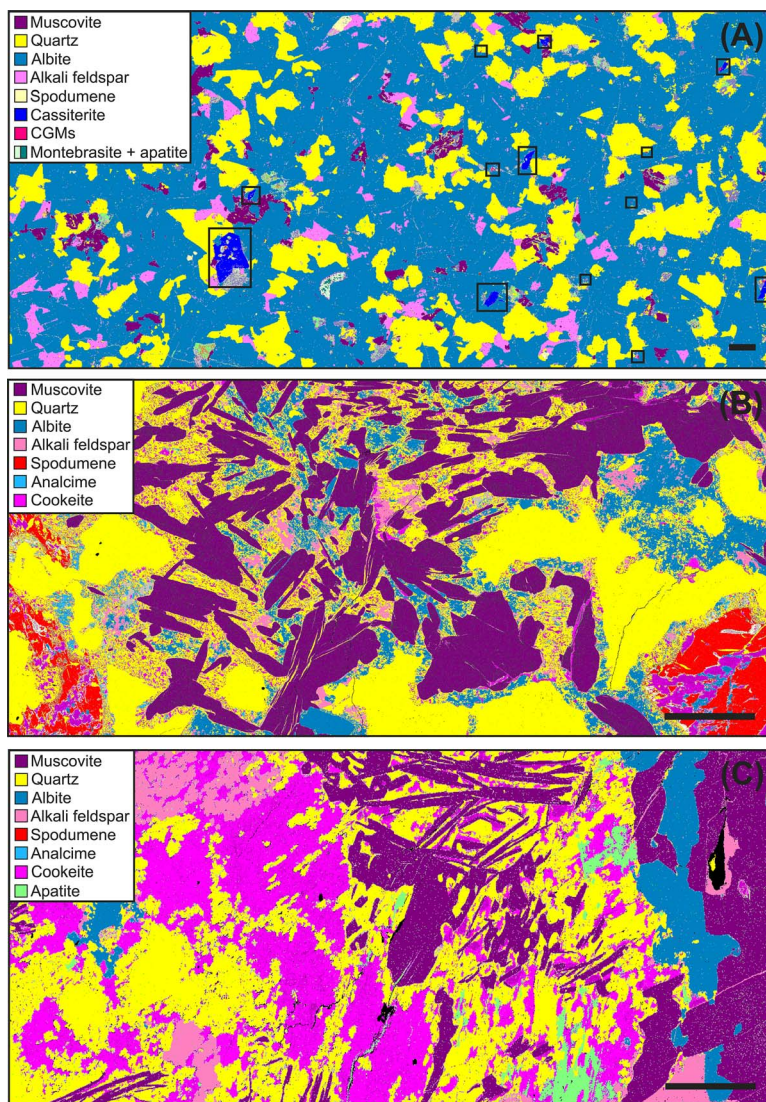 (A)
Muscovite
Quartz
Albite
Alkali feldspar
Spodumene
Cassiterite
CGMs
Montebrasite + apatite
(B)
Muscovite
Quartz
Albite
Alkali feldspar
Spodumene
Analcime
Cookeite
(C)
Muscovite
Quartz
Albite
Alkali feldspar
Spodumene
Analcime
Cookeite
Apatite